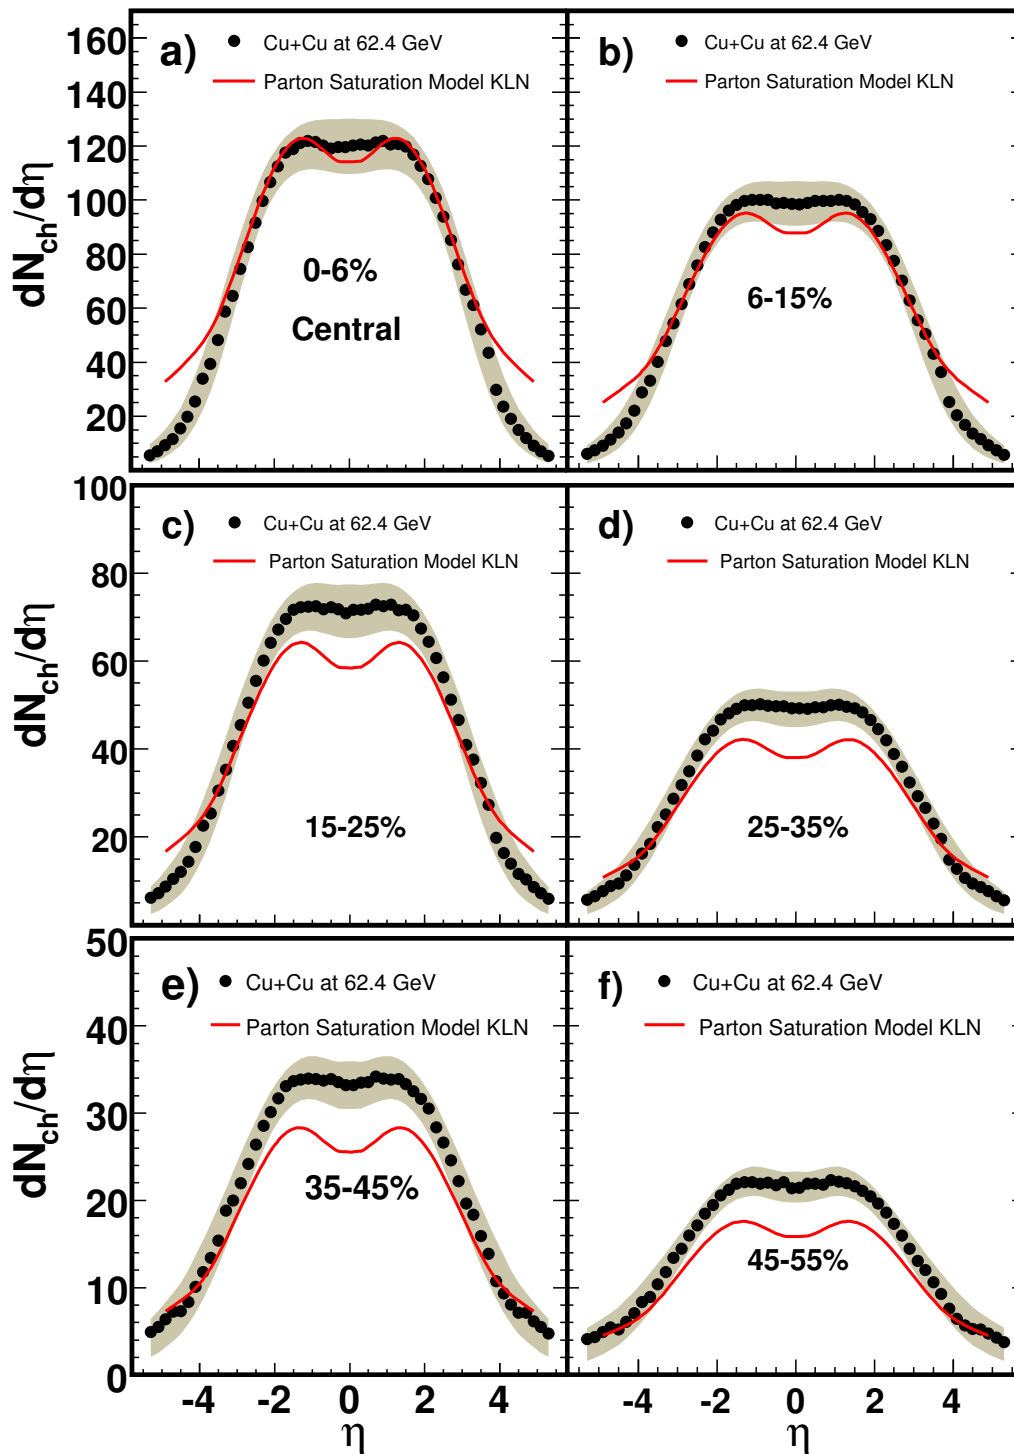 a)
Cu+Cu at 62.4 GeV
Parton Saturation Model KLN
0-6%
Central
b)
Cu+Cu at 62.4 GeV
Parton Saturation Model KLN
6-15%
dN_ch/dη
160
140
120
100
80
60
40
20
c)
Cu+Cu at 62.4 GeV
Parton Saturation Model KLN
15-25%
d)
Cu+Cu at 62.4 GeV
Parton Saturation Model KLN
25-35%
dN_ch/dη
100
80
60
40
20
e)
Cu+Cu at 62.4 GeV
Parton Saturation Model KLN
35-45%
f)
Cu+Cu at 62.4 GeV
Parton Saturation Model KLN
45-55%
dN_ch/dη
50
40
30
20
10
0
-4 -2 0 2 4
-4 -2 0 2 4
η
η